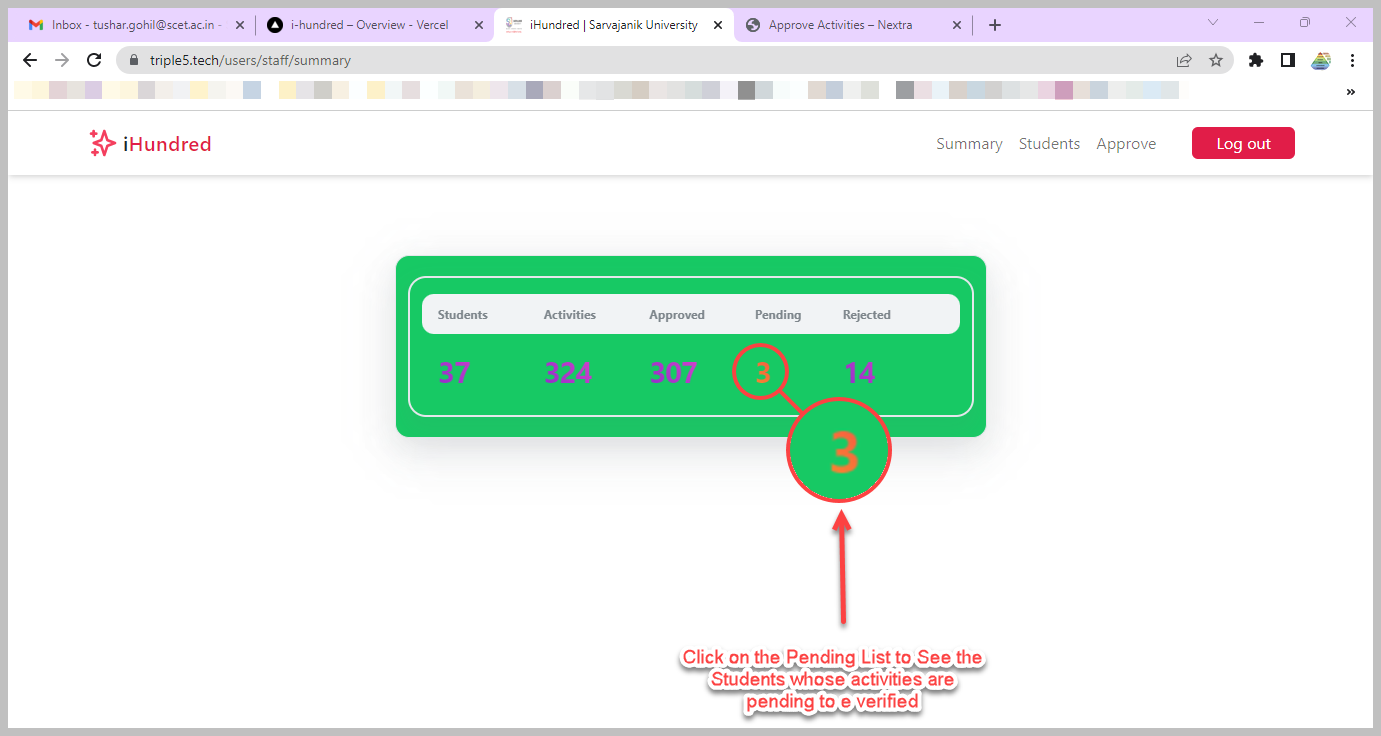 Inbox - tushar.gohil@scet.ac.in -
i-hundred – Overview - Vercel
iHundred | Sarvajanik University
Approve Activities – Nextra
triple5.tech/users/staff/summary
iHundred
Summary Students Approve Log out
Students Activities Approved Pending Rejected
37 324 307 3 14
3
Click on the Pending List to See the
Students whose activities are
pending to e verified